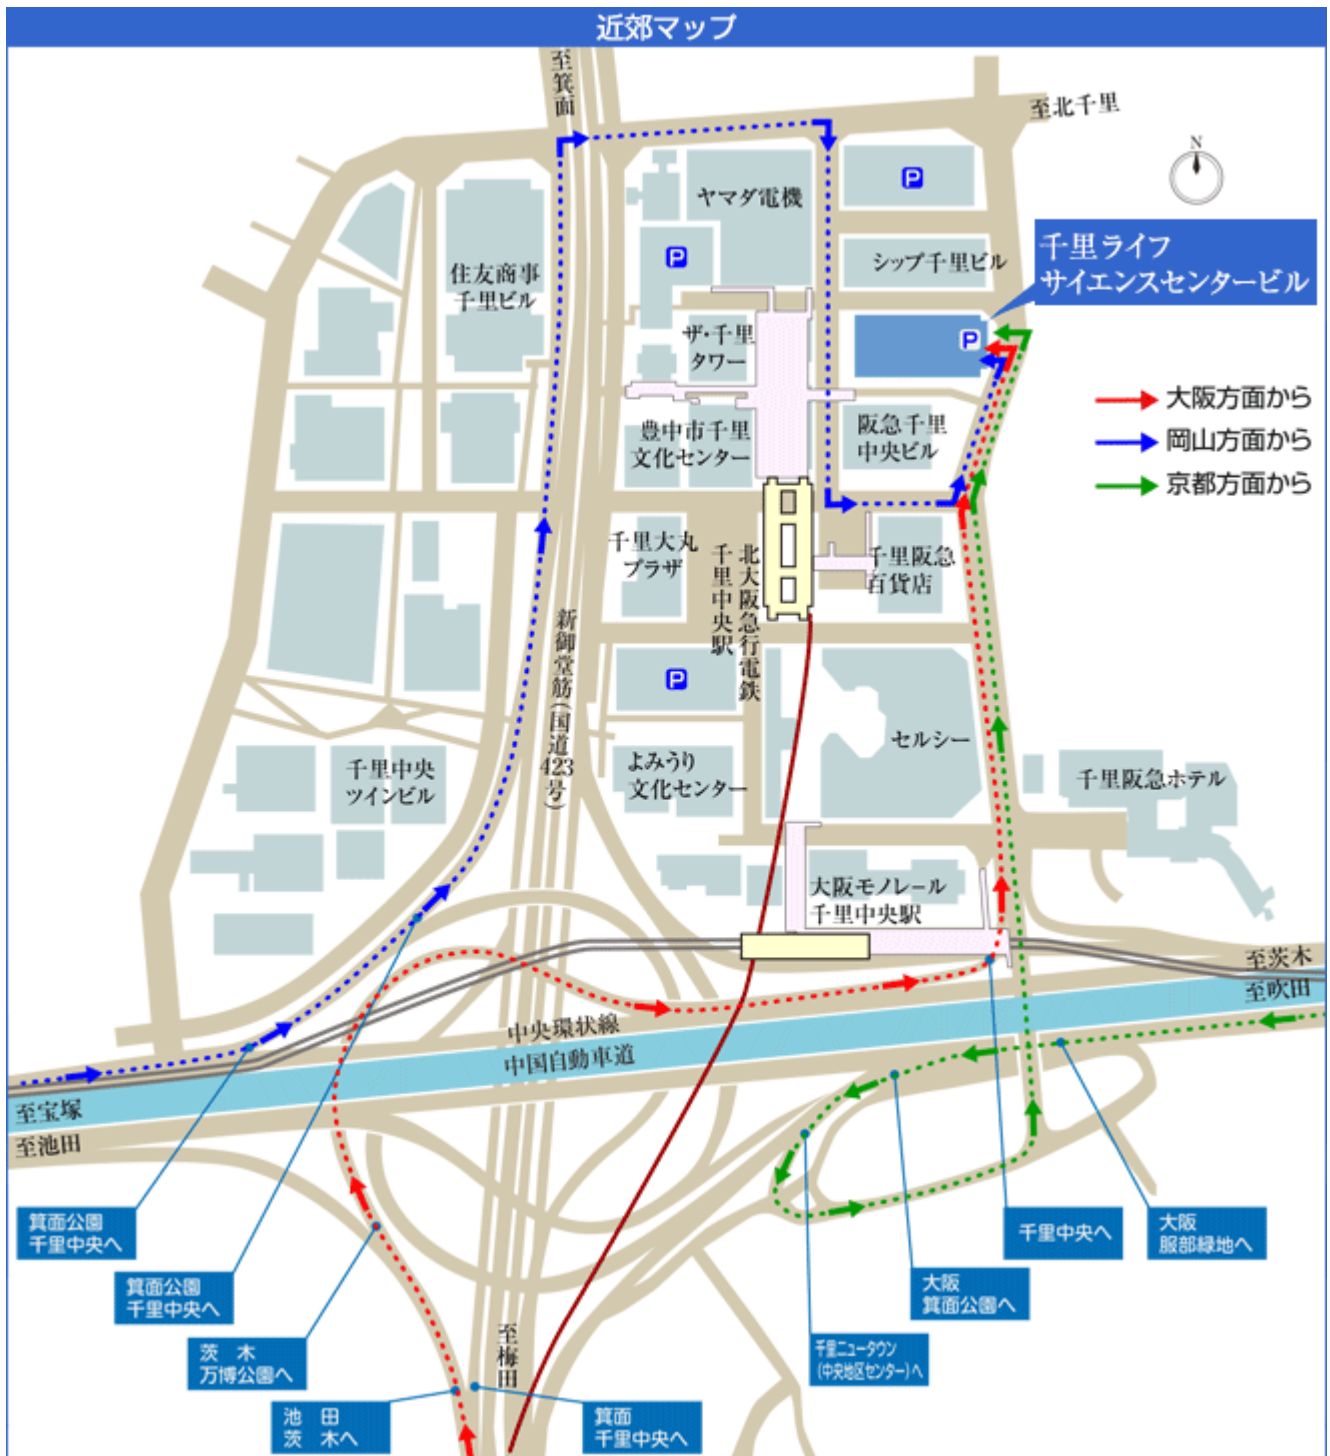 近郊マップ
至箕面
至北千里
N
ヤマダ電機
P
千里ライフ
サイエンスセンタービル
住友商事
千里ビル
P
シップ千里ビル
ザ・千里
タワー
P
大阪方面から
岡山方面から
京都方面から
豊中市千里
文化センター
阪急千里
中央ビル
千里大丸
プラザ
北大阪急行電鉄
千里中央駅
千里阪急
百貨店
新御堂筋(国道423号)
P
セルシー
千里中央
ツインビル
よみうり
文化センター
千里阪急ホテル
大阪モノレール
千里中央駅
至茨木
至吹田
中央環状線
中国自動車道
至宝塚
至池田
箕面公園
千里中央へ
箕面公園
千里中央へ
茨 木
万博公園へ
池 田
茨 木へ
至梅田
箕面
千里中央へ
千里ニュータウン
(中央地区センター)へ
大阪
箕面公園へ
千里中央へ
大阪
服部緑地へ